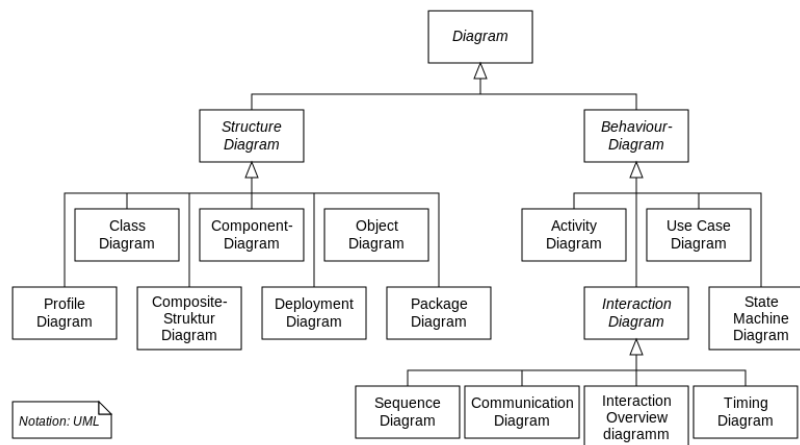 Diagram
Structure
Diagram
Behaviour-
Diagram
Class
Diagram
Component-
Diagram
Object
Diagram
Activity
Diagram
Use Case
Diagram
Profile
Diagram
Composite-
Struktur
Diagram
Deployment
Diagram
Package
Diagram
Interaction
Diagram
State
Machine
Diagram
Sequence
Diagram
Communication
Diagram
Interaction
Overview
diagramm
Timing
Diagram
Notation: UML